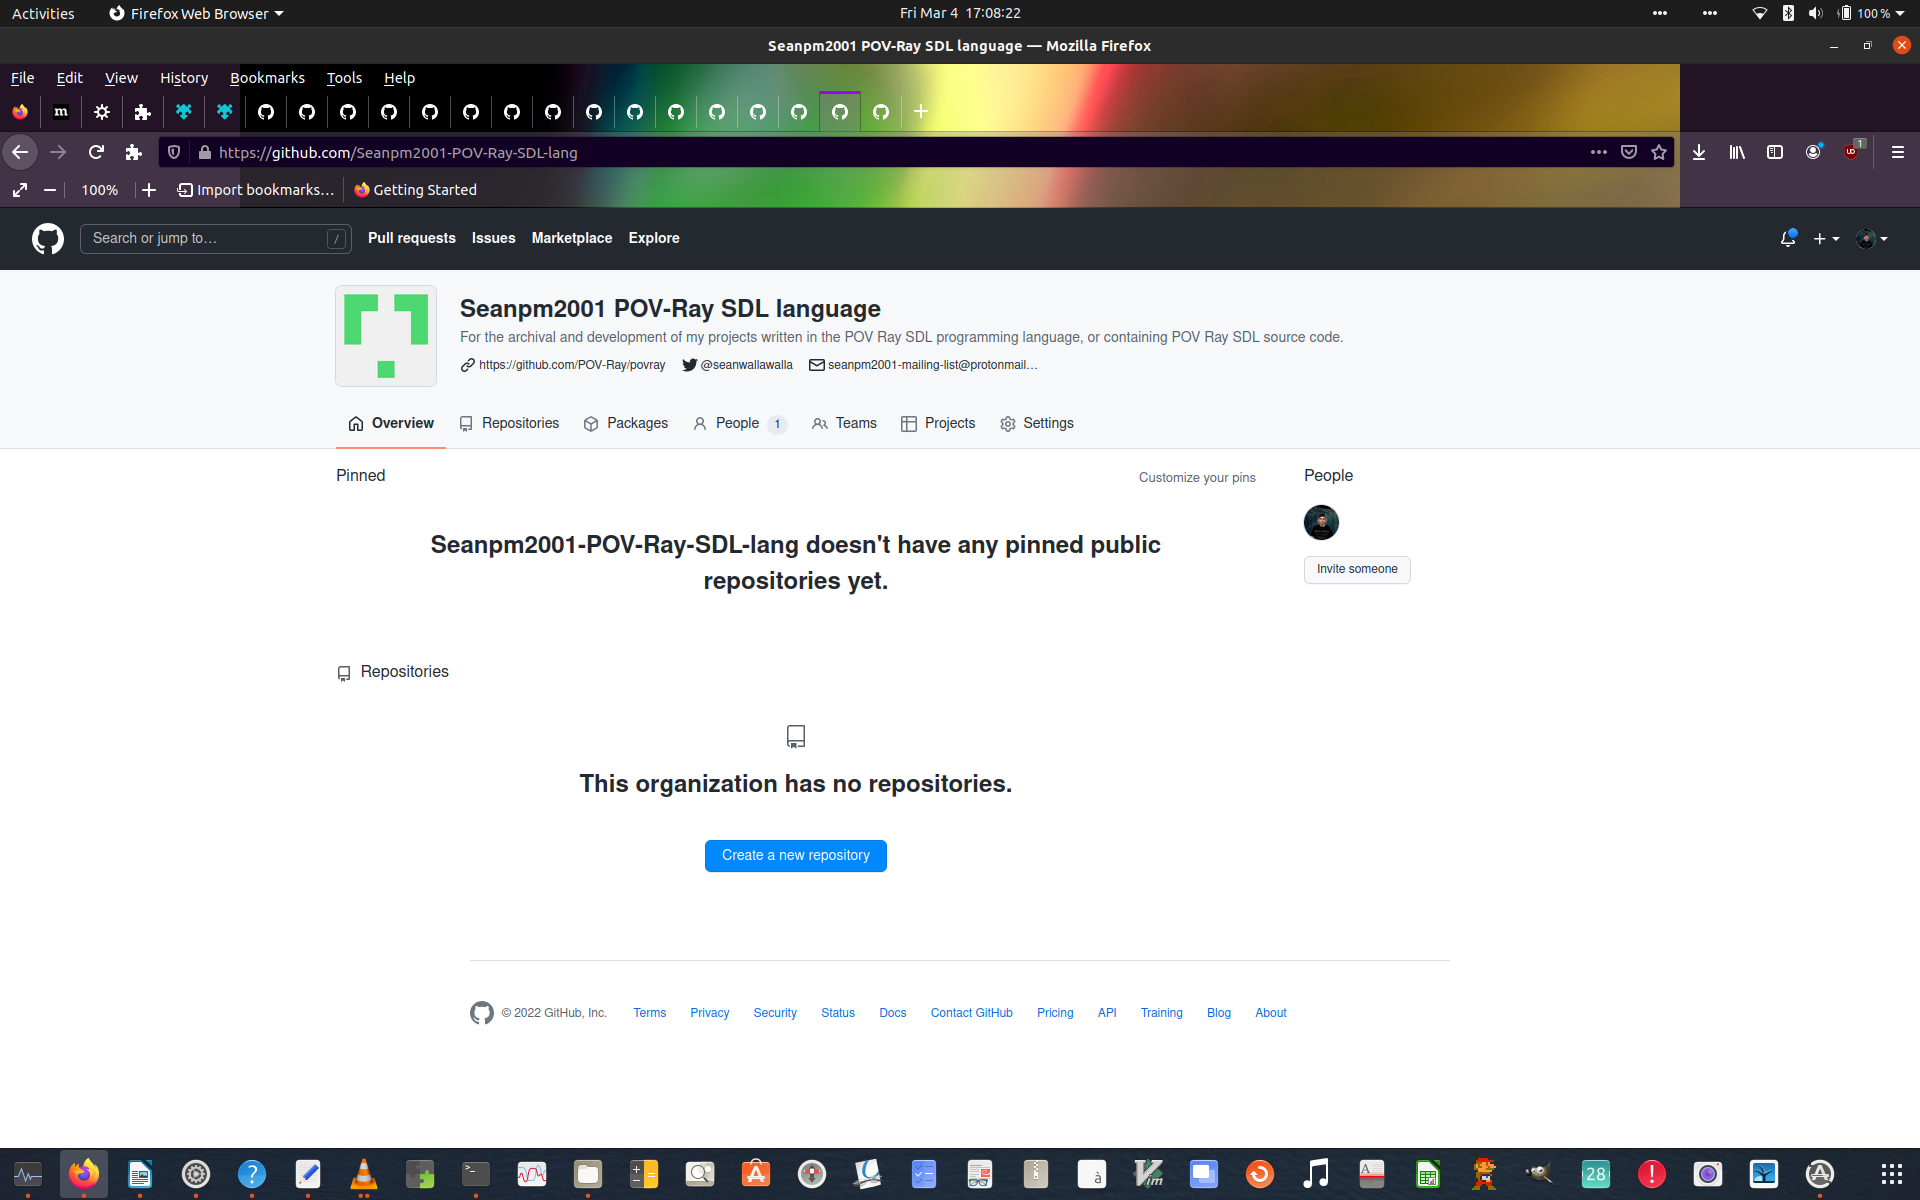 Activities
Firefox Web Browser
Fri Mar 4 17:08:22
100 %
Seanpm2001 POV-Ray SDL language — Mozilla Firefox
File Edit View History Bookmarks Tools Help
m
https://github.com/Seanpm2001-POV-Ray-SDL-lang
1
100%
Import bookmarks…
Getting Started
Search or jump to…
/
Pull requests
Issues
Marketplace
Explore
Seanpm2001 POV-Ray SDL language
For the archival and development of my projects written in the POV Ray SDL programming language, or containing POV Ray SDL source code.
https://github.com/POV-Ray/povray
@seanwallawalla
seanpm2001-mailing-list@protonmail…
Overview
Repositories
Packages
People 1
Teams
Projects
Settings
Pinned
Customize your pins
People
Seanpm2001-POV-Ray-SDL-lang doesn't have any pinned public
repositories yet.
Invite someone
Repositories
This organization has no repositories.
Create a new repository
© 2022 GitHub, Inc.
Terms
Privacy
Security
Status
Docs
Contact GitHub
Pricing
API
Training
Blog
About
28